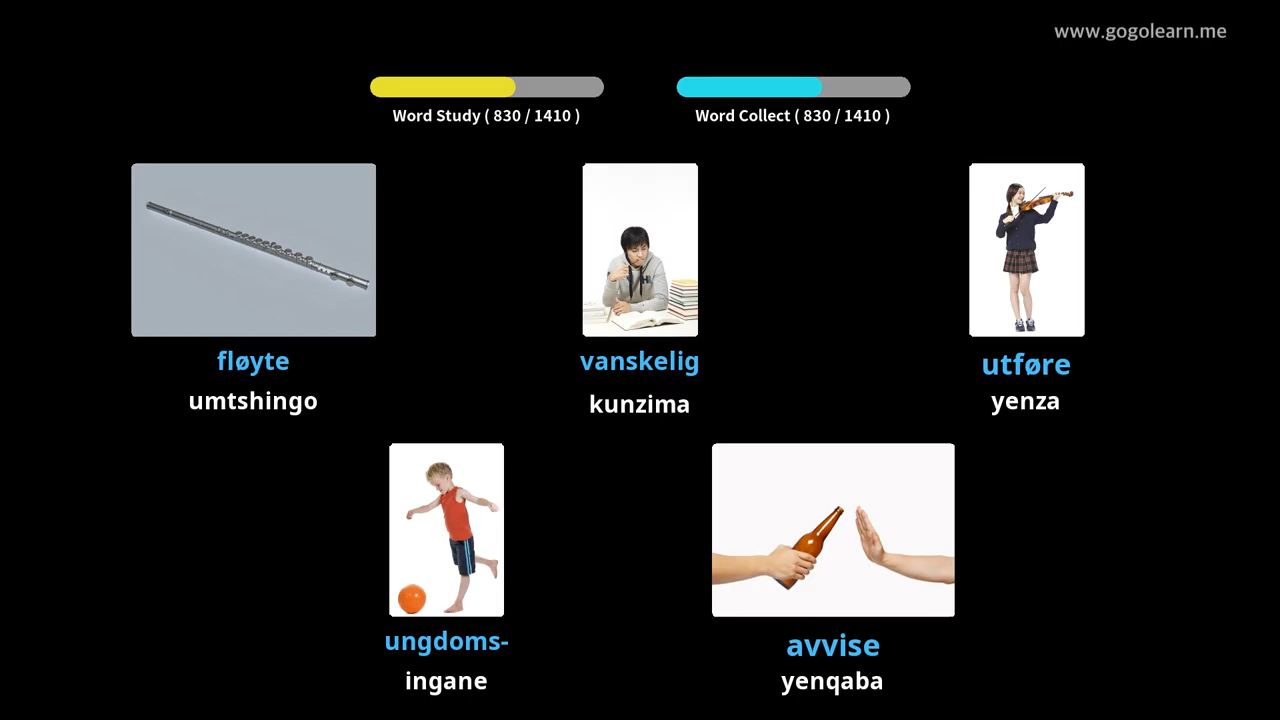 www.gogolearn.me
Word Study ( 830 / 1410 )
Word Collect ( 830 / 1410 )
fløyte
umtshingo
vanskelig
kunzima
utføre
yenza
ungdoms-
ingane
avvise
yenqaba